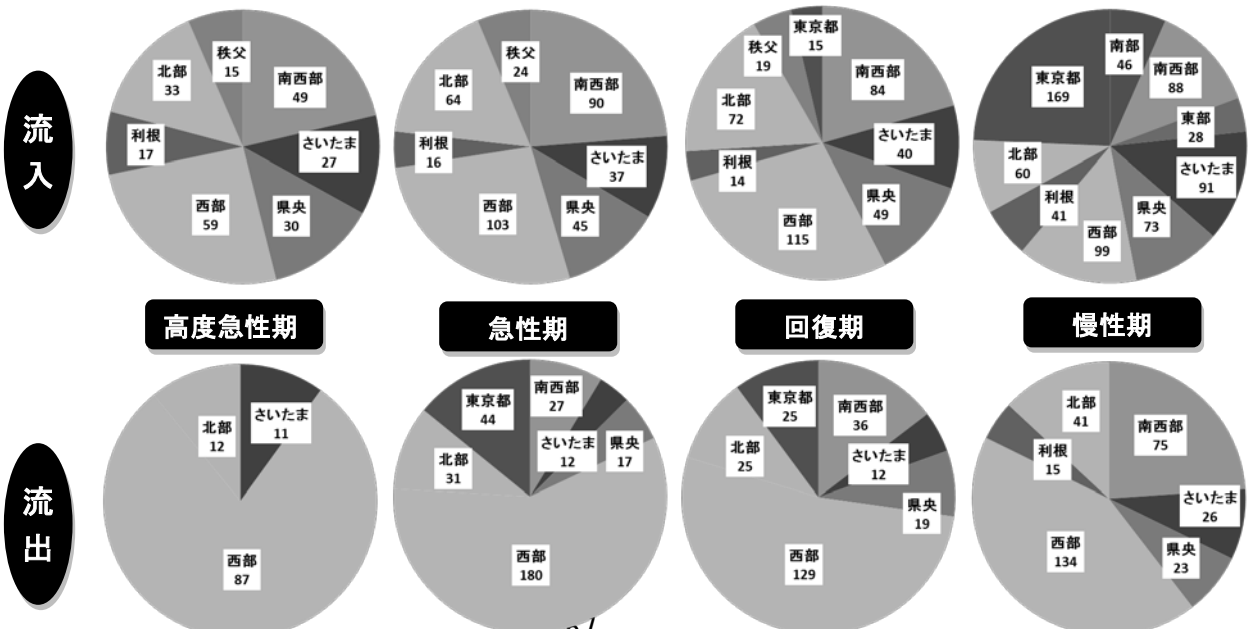 流入
秩父
15
南西部
49
さいたま
27
県央
30
西部
59
利根
17
北部
33
秩父
24
南西部
90
さいたま
37
県央
45
西部
103
利根
16
北部
64
東京都
15
南西部
84
さいたま
40
県央
49
西部
115
利根
14
北部
72
秩父
19
南部
46
南西部
88
東部
28
さいたま
91
県央
73
西部
99
利根
41
北部
60
東京都
169
高度急性期
急性期
回復期
慢性期
流出
さいたま
11
西部
87
北部
12
南西部
27
さいたま
12
県央
17
西部
180
北部
31
東京都
44
南西部
36
さいたま
12
県央
19
西部
129
北部
25
東京都
25
南西部
75
さいたま
26
県央
23
西部
134
利根
15
北部
41